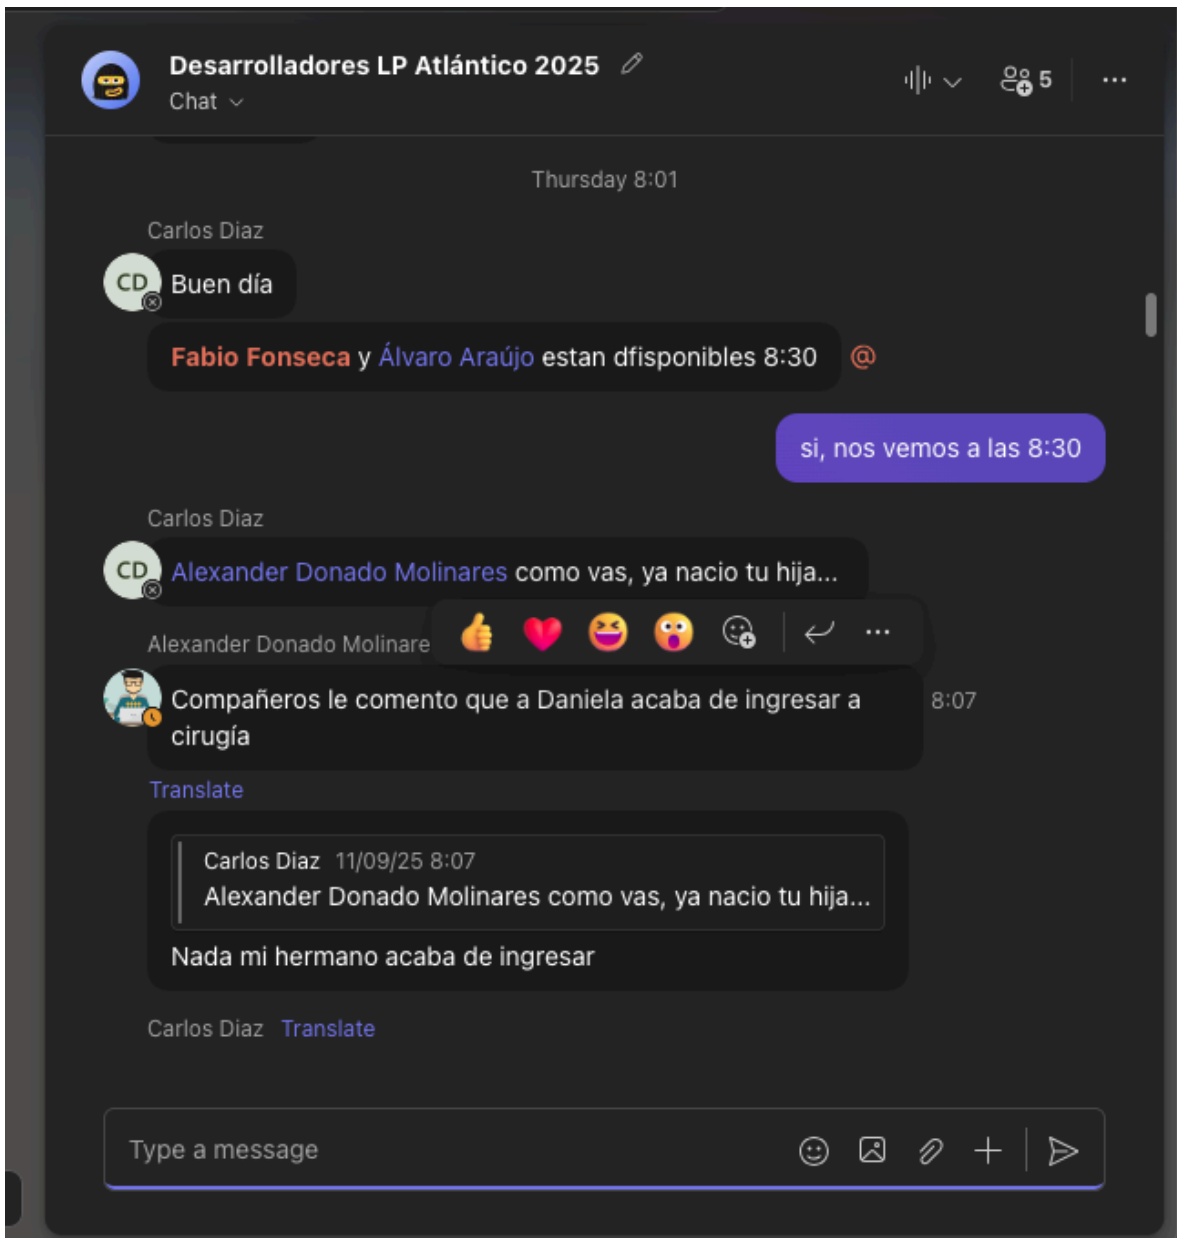 Desarrolladores LP Atlántico 2025
Chat
5
Thursday 8:01
Carlos Diaz
CD
Buen día
Fabio Fonseca y Álvaro Araújo estan dfisponibles 8:30 @
si, nos vemos a las 8:30
Carlos Diaz
CD
Alexander Donado Molinares como vas, ya nacio tu hija...
Alexander Donado Molinare
Compañeros le comento que a Daniela acaba de ingresar a
cirugía
8:07
Translate
Carlos Diaz 11/09/25 8:07
Alexander Donado Molinares como vas, ya nacio tu hija...
Nada mi hermano acaba de ingresar
Carlos Diaz Translate
Type a message